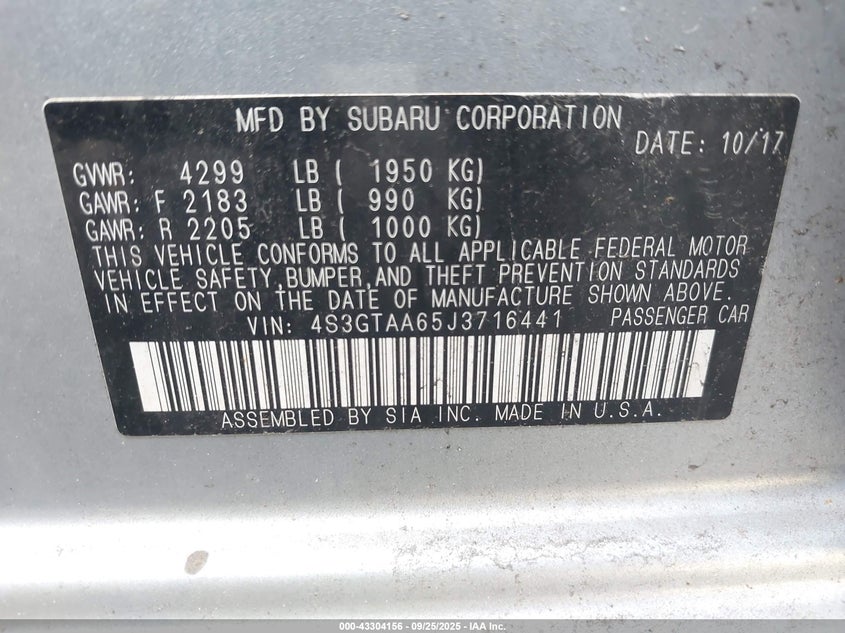 MFD BY SUBARU CORPORATION
DATE: 10/17
GVWR: 4299 LB ( 1950 KG)
GAWR: F 2183 LB ( 990 KG)
GAWR: R 2205 LB ( 1000 KG)
THIS VEHICLE CONFORMS TO ALL APPLICABLE FEDERAL MOTOR
VEHICLE SAFETY,BUMPER,AND THEFT PREVENTION STANDARDS
IN EFFECT ON THE DATE OF MANUFACTURE SHOWN ABOVE.
VIN: 4S3GTAA65J3716441 PASSENGER CAR
ASSEMBLED BY SIA INC. MADE IN U.S.A.
000-43304156 - 09/25/2025 - IAA Inc.